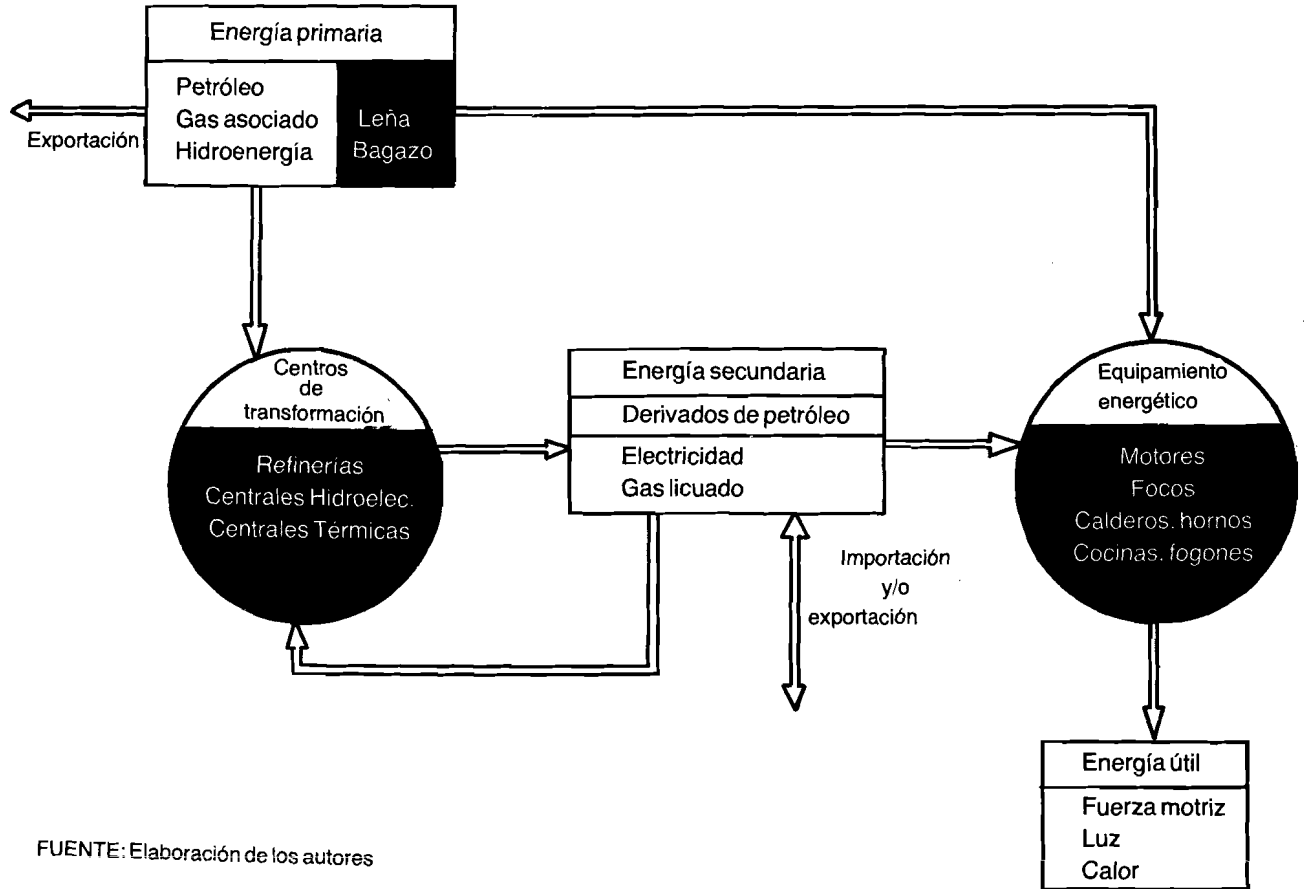 Energía primaria
Petróleo
Gas asociado
Hidroenergía
Leña
Bagazo
Exportación
Centros
de
transformación
Refinerías
Centrales Hidroelec.
Centrales Térmicas
Energía secundaria
Derivados de petróleo
Electricidad
Gas licuado
Importación
y/o
exportación
Equipamiento
energético
Motores
Focos
Calderos. hornos
Cocinas. fogones
Energía útil
Fuerza motriz
Luz
Calor
FUENTE: Elaboración de los autores